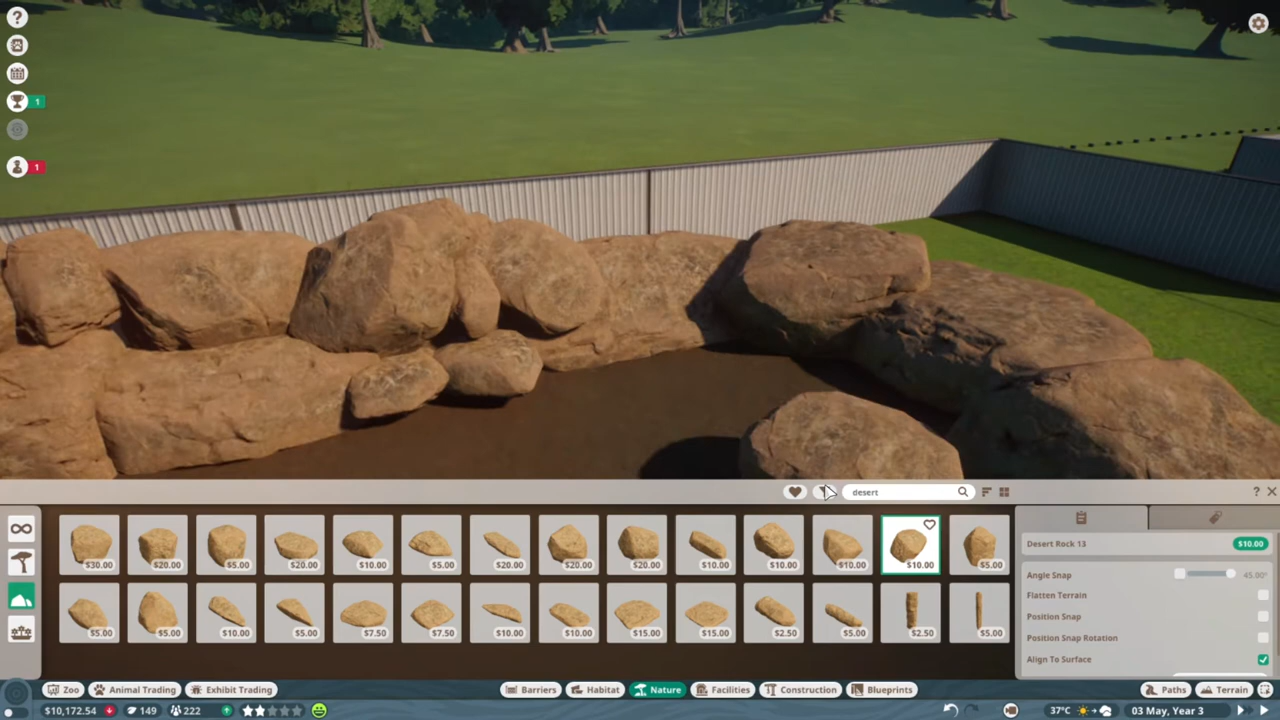 ?
1
1
desert
? ×
$30.00 $20.00 $5.00 $20.00 $10.00 $5.00 $20.00 $20.00 $20.00 $10.00 $10.00 $10.00 $10.00 $5.00
$5.00 $5.00 $10.00 $5.00 $7.50 $7.50 $10.00 $10.00 $15.00 $15.00 $2.50 $5.00 $2.50 $5.00
Desert Rock 13 $10.00
Angle Snap 45.00°
Flatten Terrain
Position Snap
Position Snap Rotation
Align To Surface
Zoo Animal Trading Exhibit Trading Barriers Habitat Nature Facilities Construction Blueprints Paths Terrain
$10,172.54 149 222 37°C 03 May, Year 3